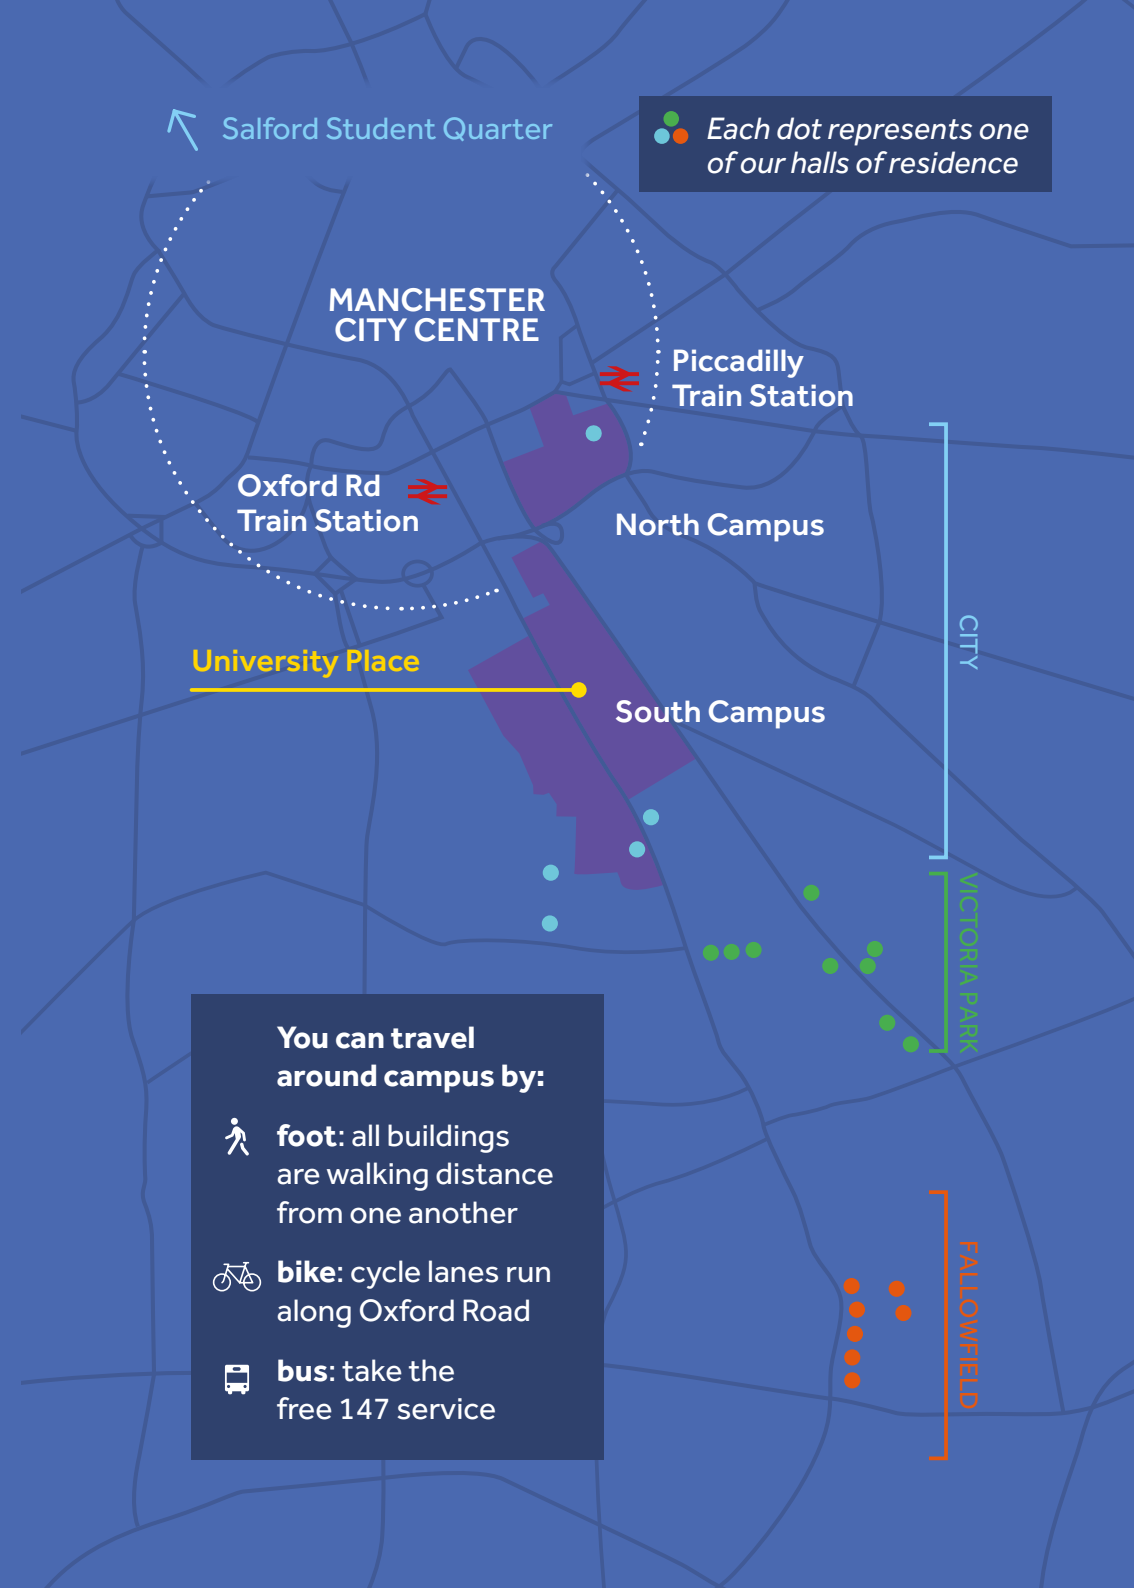 Salford Student Quarter
Each dot represents one
of our halls of residence
MANCHESTER
CITY CENTRE
Piccadilly
Train Station
Oxford Rd
Train Station
North Campus
University Place
South Campus
CITY
VICTORIA PARK
FALLOWFIELD
You can travel
around campus by:
foot: all buildings
are walking distance
from one another
bike: cycle lanes run
along Oxford Road
bus: take the
free 147 service